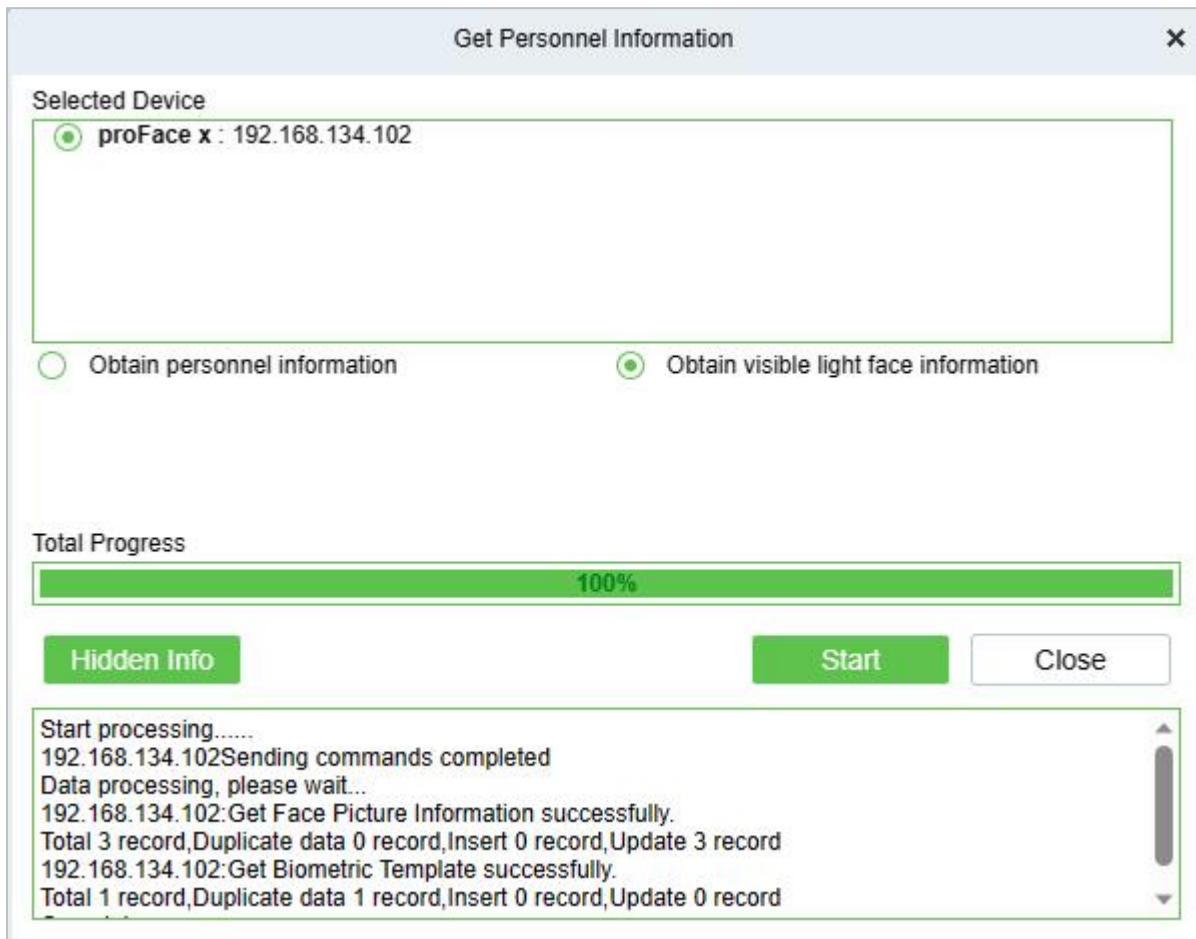 Get Personnel Information ×
Selected Device
proFace x : 192.168.134.102
Obtain personnel information Obtain visible light face information
Total Progress
100%
Hidden Info Start Close
Start processing......
192.168.134.102Sending commands completed
Data processing, please wait...
192.168.134.102:Get Face Picture Information successfully.
Total 3 record,Duplicate data 0 record,Insert 0 record,Update 3 record
192.168.134.102:Get Biometric Template successfully.
Total 1 record,Duplicate data 1 record,Insert 0 record,Update 0 record